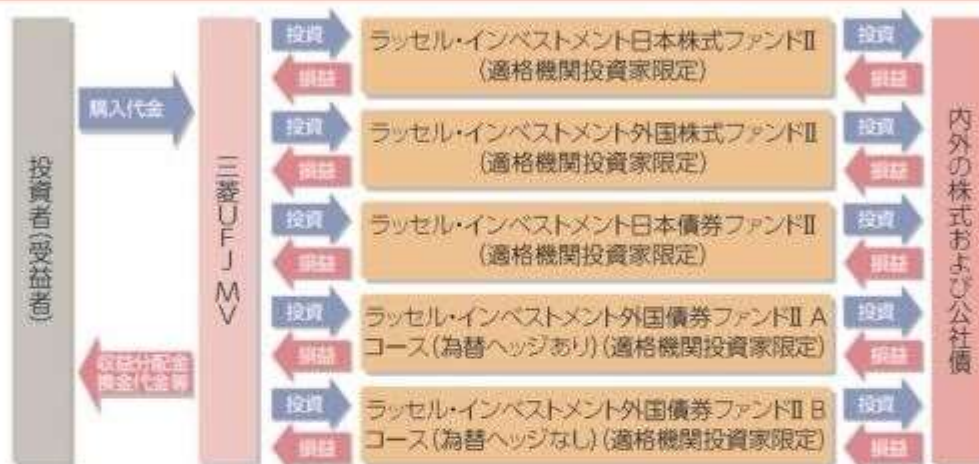 投資者(受益者)
購入代金
収益分配金
換金代金等
三菱UFJ MV
投資
損益
ラッセル・インベストメント日本株式ファンドⅡ
(適格機関投資家限定)
投資
損益
投資
損益
ラッセル・インベストメント外国株式ファンドⅡ
(適格機関投資家限定)
投資
損益
投資
損益
ラッセル・インベストメント日本債券ファンドⅡ
(適格機関投資家限定)
投資
損益
投資
損益
ラッセル・インベストメント外国債券ファンドⅡ A
コース(為替ヘッジあり)(適格機関投資家限定)
投資
損益
投資
損益
ラッセル・インベストメント外国債券ファンドⅡ B
コース(為替ヘッジなし)(適格機関投資家限定)
投資
損益
内外の株式および公社債